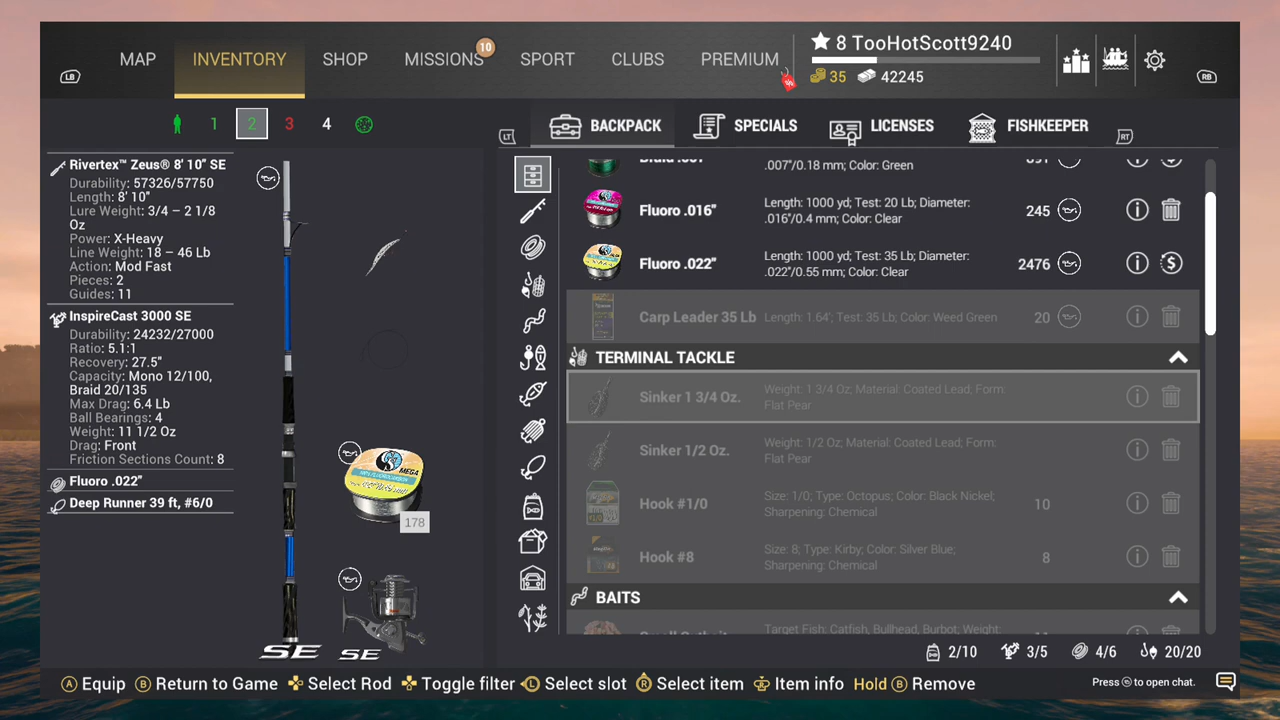 MAP
INVENTORY
SHOP
MISSIONS
10
SPORT
CLUBS
PREMIUM
8 TooHotScott9240
35
42245
LB
RB
1
2
3
4
LT
BACKPACK
SPECIALS
LICENSES
FISHKEEPER
RT
Rivertex™ Zeus® 8' 10" SE
Durability: 57326/57750
Length: 8' 10"
Lure Weight: 3/4 – 2 1/8
Oz
Power: X-Heavy
Line Weight: 18 – 46 Lb
Action: Mod Fast
Pieces: 2
Guides: 11
InspireCast 3000 SE
Durability: 24232/27000
Ratio: 5.1:1
Recovery: 27.5"
Capacity: Mono 12/100,
Braid 20/135
Max Drag: 6.4 Lb
Ball Bearings: 4
Weight: 11 1/2 Oz
Drag: Front
Friction Sections Count: 8
Fluoro .022"
Deep Runner 39 ft, #6/0
MEGA
178
SE
SE
.007"/0.18 mm; Color: Green
Fluoro .016"
Length: 1000 yd; Test: 20 Lb; Diameter:
.016"/0.4 mm; Color: Clear
245
Fluoro .022"
Length: 1000 yd; Test: 35 Lb; Diameter:
.022"/0.55 mm; Color: Clear
2476
Carp Leader 35 Lb
Length: 1.64'; Test: 35 Lb; Color: Weed Green
20
TERMINAL TACKLE
Sinker 1 3/4 Oz.
Weight: 1 3/4 Oz; Material: Coated Lead; Form:
Flat Pear
Sinker 1/2 Oz.
Weight: 1/2 Oz; Material: Coated Lead; Form:
Flat Pear
Hook #1/0
Size: 1/0; Type: Octopus; Color: Black Nickel;
Sharpening: Chemical
10
Hook #8
Size: 8; Type: Kirby; Color: Silver Blue;
Sharpening: Chemical
8
BAITS
Target Fish: Catfish, Bullhead, Burbot, Weight:
2/10
3/5
4/6
20/20
A Equip
B Return to Game
Select Rod
Toggle filter
L Select slot
R Select item
Item info
Hold B Remove
Press to open chat.